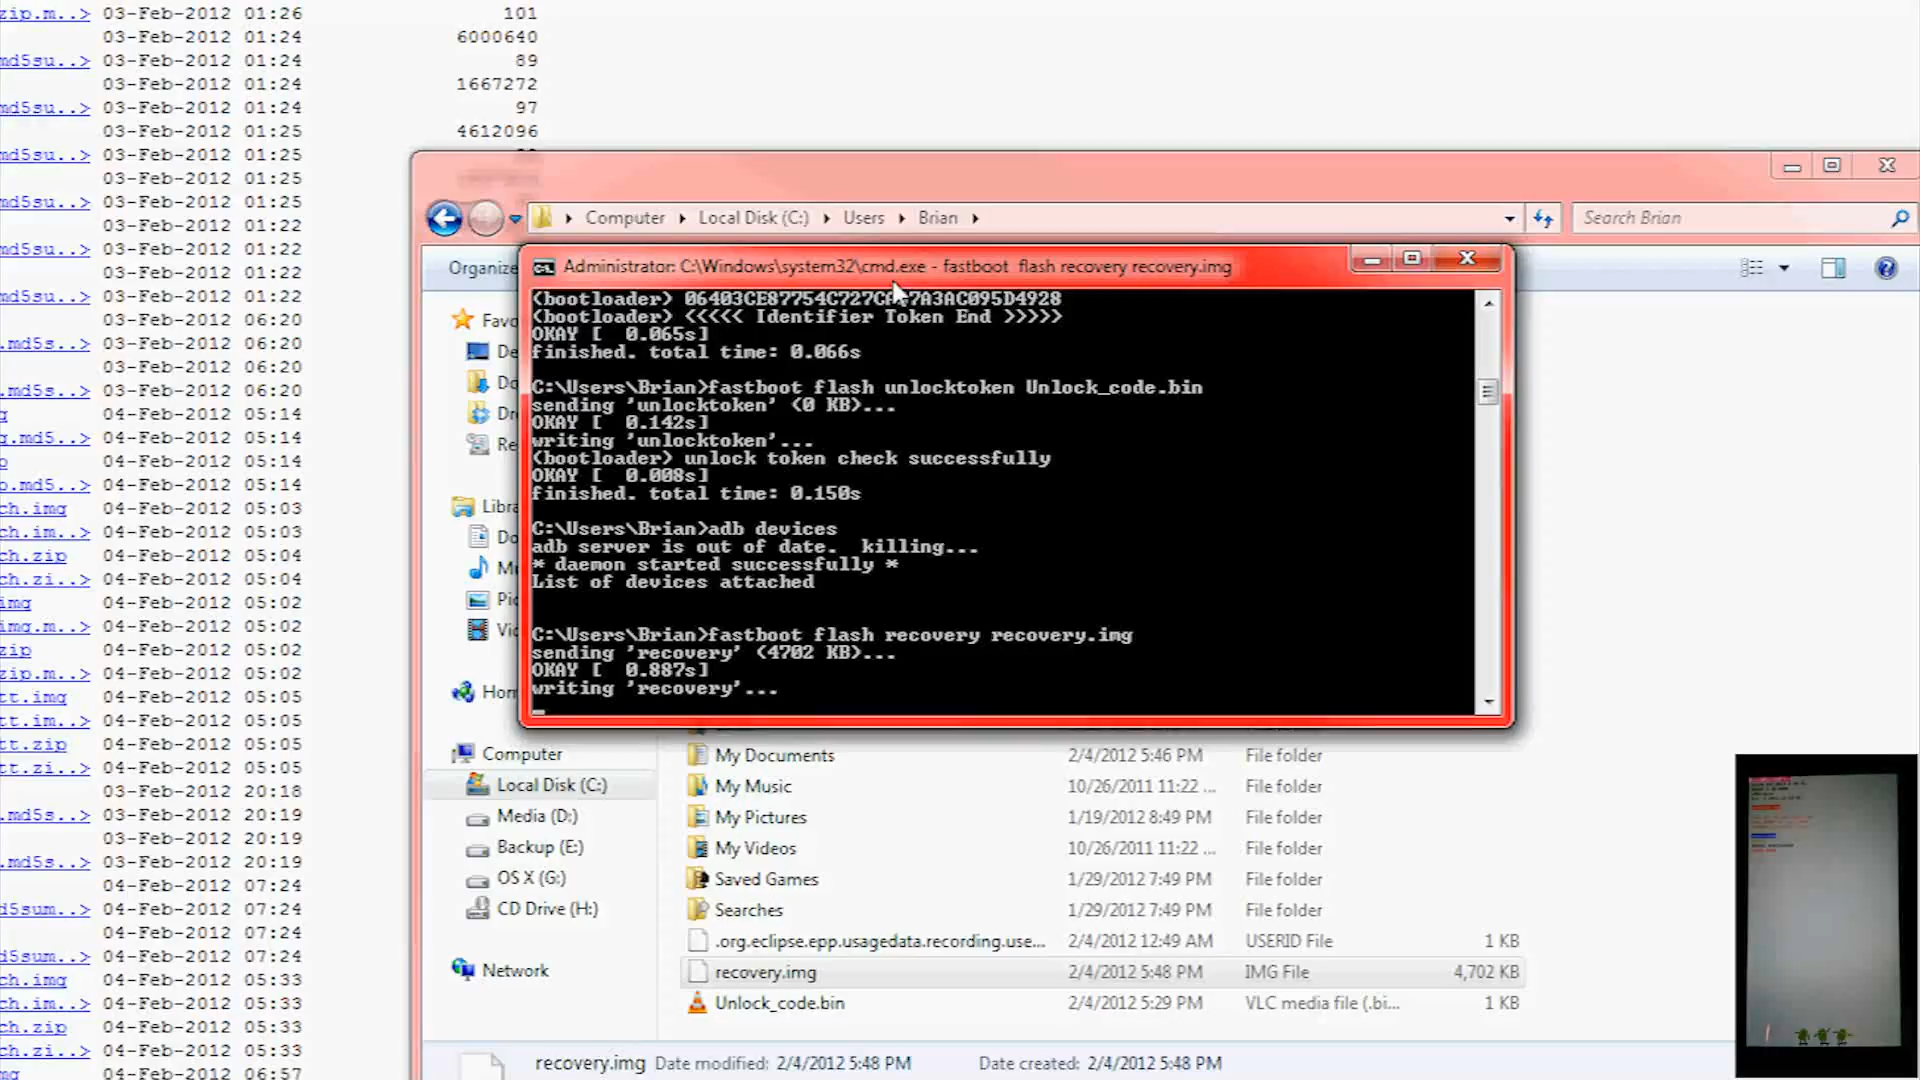 zip.m..> 03-Feb-2012 01:26 101
03-Feb-2012 01:24 6000640
md5su..> 03-Feb-2012 01:24 89
03-Feb-2012 01:24 1667272
md5su..> 03-Feb-2012 01:24 97
03-Feb-2012 01:25 4612096
md5su..> 03-Feb-2012 01:25
03-Feb-2012 01:25
md5su..> 03-Feb-2012 01:25
03-Feb-2012 01:22
md5su..> 03-Feb-2012 01:22
03-Feb-2012 01:22
md5su..> 03-Feb-2012 01:22
03-Feb-2012 06:20
.md5s..> 03-Feb-2012 06:20
03-Feb-2012 06:20
.md5s..> 03-Feb-2012 06:20
g 04-Feb-2012 05:14
g.md5..> 04-Feb-2012 05:14
p 04-Feb-2012 05:14
p.md5..> 04-Feb-2012 05:14
ch.img 04-Feb-2012 05:03
ch.im..> 04-Feb-2012 05:03
ch.zip 04-Feb-2012 05:04
ch.zi..> 04-Feb-2012 05:04
img 04-Feb-2012 05:02
img.m..> 04-Feb-2012 05:02
zip 04-Feb-2012 05:02
zip.m..> 04-Feb-2012 05:02
tt.img 04-Feb-2012 05:05
tt.im..> 04-Feb-2012 05:05
tt.zip 04-Feb-2012 05:05
tt.zi..> 04-Feb-2012 05:05
03-Feb-2012 20:18
.md5s..> 03-Feb-2012 20:19
03-Feb-2012 20:19
.md5s..> 03-Feb-2012 20:19
04-Feb-2012 07:24
d5sum..> 04-Feb-2012 07:24
04-Feb-2012 07:24
d5sum..> 04-Feb-2012 07:24
ch.img 04-Feb-2012 05:33
ch.im..> 04-Feb-2012 05:33
ch.zip 04-Feb-2012 05:33
ch.zi..> 04-Feb-2012 05:33
mg 04-Feb-2012 06:57
Computer Local Disk (C:) Users Brian
Search Brian
Organize
Administrator: C:\Windows\system32\cmd.exe - fastboot flash recovery recovery.img
(bootloader) <<<<< Identifier Token End >>>>>
OKAY [ 0.065s]
finished. total time: 0.066s
C:\Users\Brian>fastboot flash unlocktoken Unlock_code.bin
sending 'unlocktoken' (0 KB)...
OKAY [ 0.142s]
writing 'unlocktoken'...
(bootloader) unlock token check successfully
OKAY [ 0.008s]
finished. total time: 0.150s
C:\Users\Brian>adb devices
adb server is out of date. killing...
* daemon started successfully *
List of devices attached
C:\Users\Brian>fastboot flash recovery recovery.img
sending 'recovery' (4702 KB)...
OKAY [ 0.887s]
writing 'recovery'...
Favo
De
Do
Dr
Re
Libra
Do
Mu
Pic
Vi
Hom
Computer
Local Disk (C:)
Media (D:)
Backup (E:)
OS X (G:)
CD Drive (H:)
Network
My Documents 2/4/2012 5:46 PM File folder
My Music 10/26/2011 11:22 ... File folder
My Pictures 1/19/2012 8:49 PM File folder
My Videos 10/26/2011 11:22 ... File folder
Saved Games 1/29/2012 7:49 PM File folder
Searches 1/29/2012 7:49 PM File folder
.org.eclipse.epp.usagedata.recording.use... 2/4/2012 12:49 AM USERID File 1 KB
recovery.img 2/4/2012 5:48 PM IMG File 4,702 KB
Unlock_code.bin 2/4/2012 5:29 PM VLC media file (.bi... 1 KB
recovery.img Date modified: 2/4/2012 5:48 PM Date created: 2/4/2012 5:48 PM